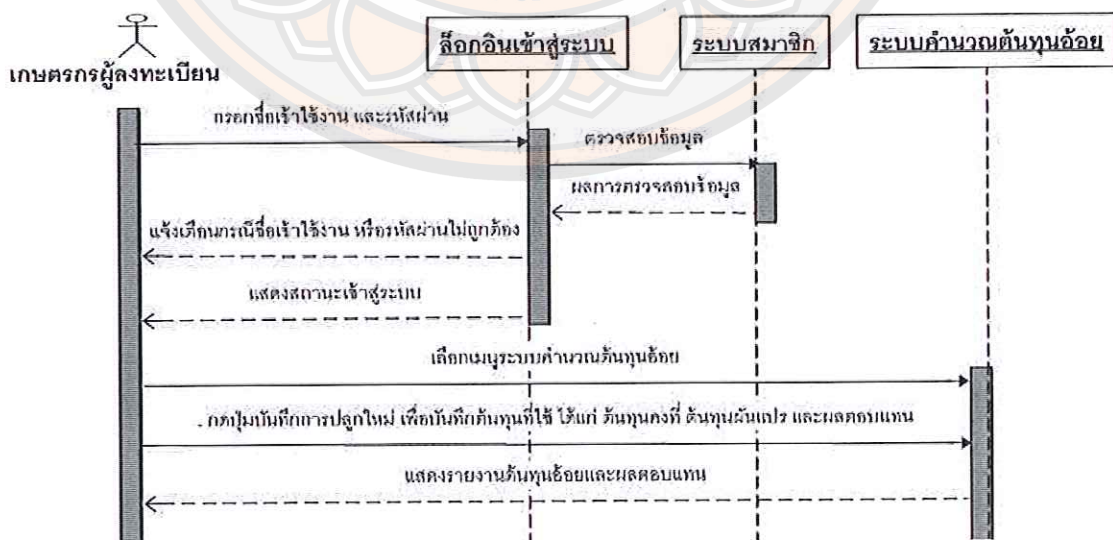 ล็อกอินเข้าสู่ระบบ
ระบบสมาชิก
ระบบคำนวณต้นทุนอ้อย
เกษตรกรผู้ลงทะเบียน
กรอกชื่อเข้าใช้งาน และรหัสผ่าน
ตรวจสอบข้อมูล
ผลการตรวจสอบข้อมูล
แจ้งเตือนกรณีชื่อเข้าใช้งาน หรือรหัสผ่านไม่ถูกต้อง
แสดงสถานะเข้าสู่ระบบ
เลือกเมนูระบบคำนวณต้นทุนอ้อย
กดปุ่มบันทึกการปลูกใหม่ เพื่อบันทึกต้นทุนที่ใช้ ได้แก่ ต้นทุนคงที่ ต้นทุนผันแปร และผลตอบแทน
แสดงรายงานต้นทุนอ้อยและผลตอบแทน